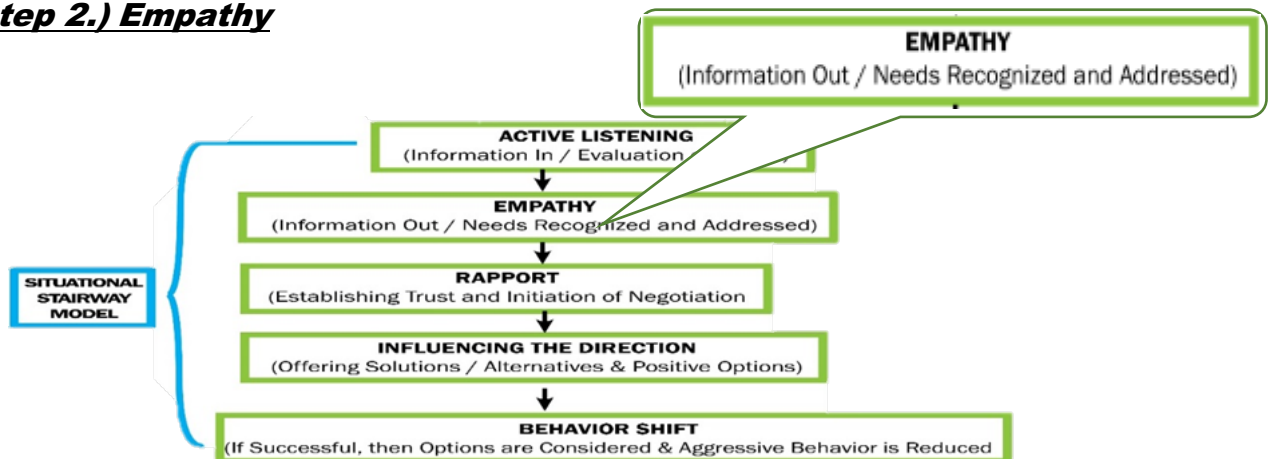 tep 2.) Empathy
EMPATHY
(Information Out / Needs Recognized and Addressed)
ACTIVE LISTENING
(Information In / Evaluation
EMPATHY
(Information Out / Needs Recognized and Addressed)
RAPPORT
(Establishing Trust and Initiation of Negotiation
SITUATIONAL
STAIRWAY
MODEL
INFLUENCING THE DIRECTION
(Offering Solutions / Alternatives & Positive Options)
BEHAVIOR SHIFT
(If Successful, then Options are Considered & Aggressive Behavior is Reduced